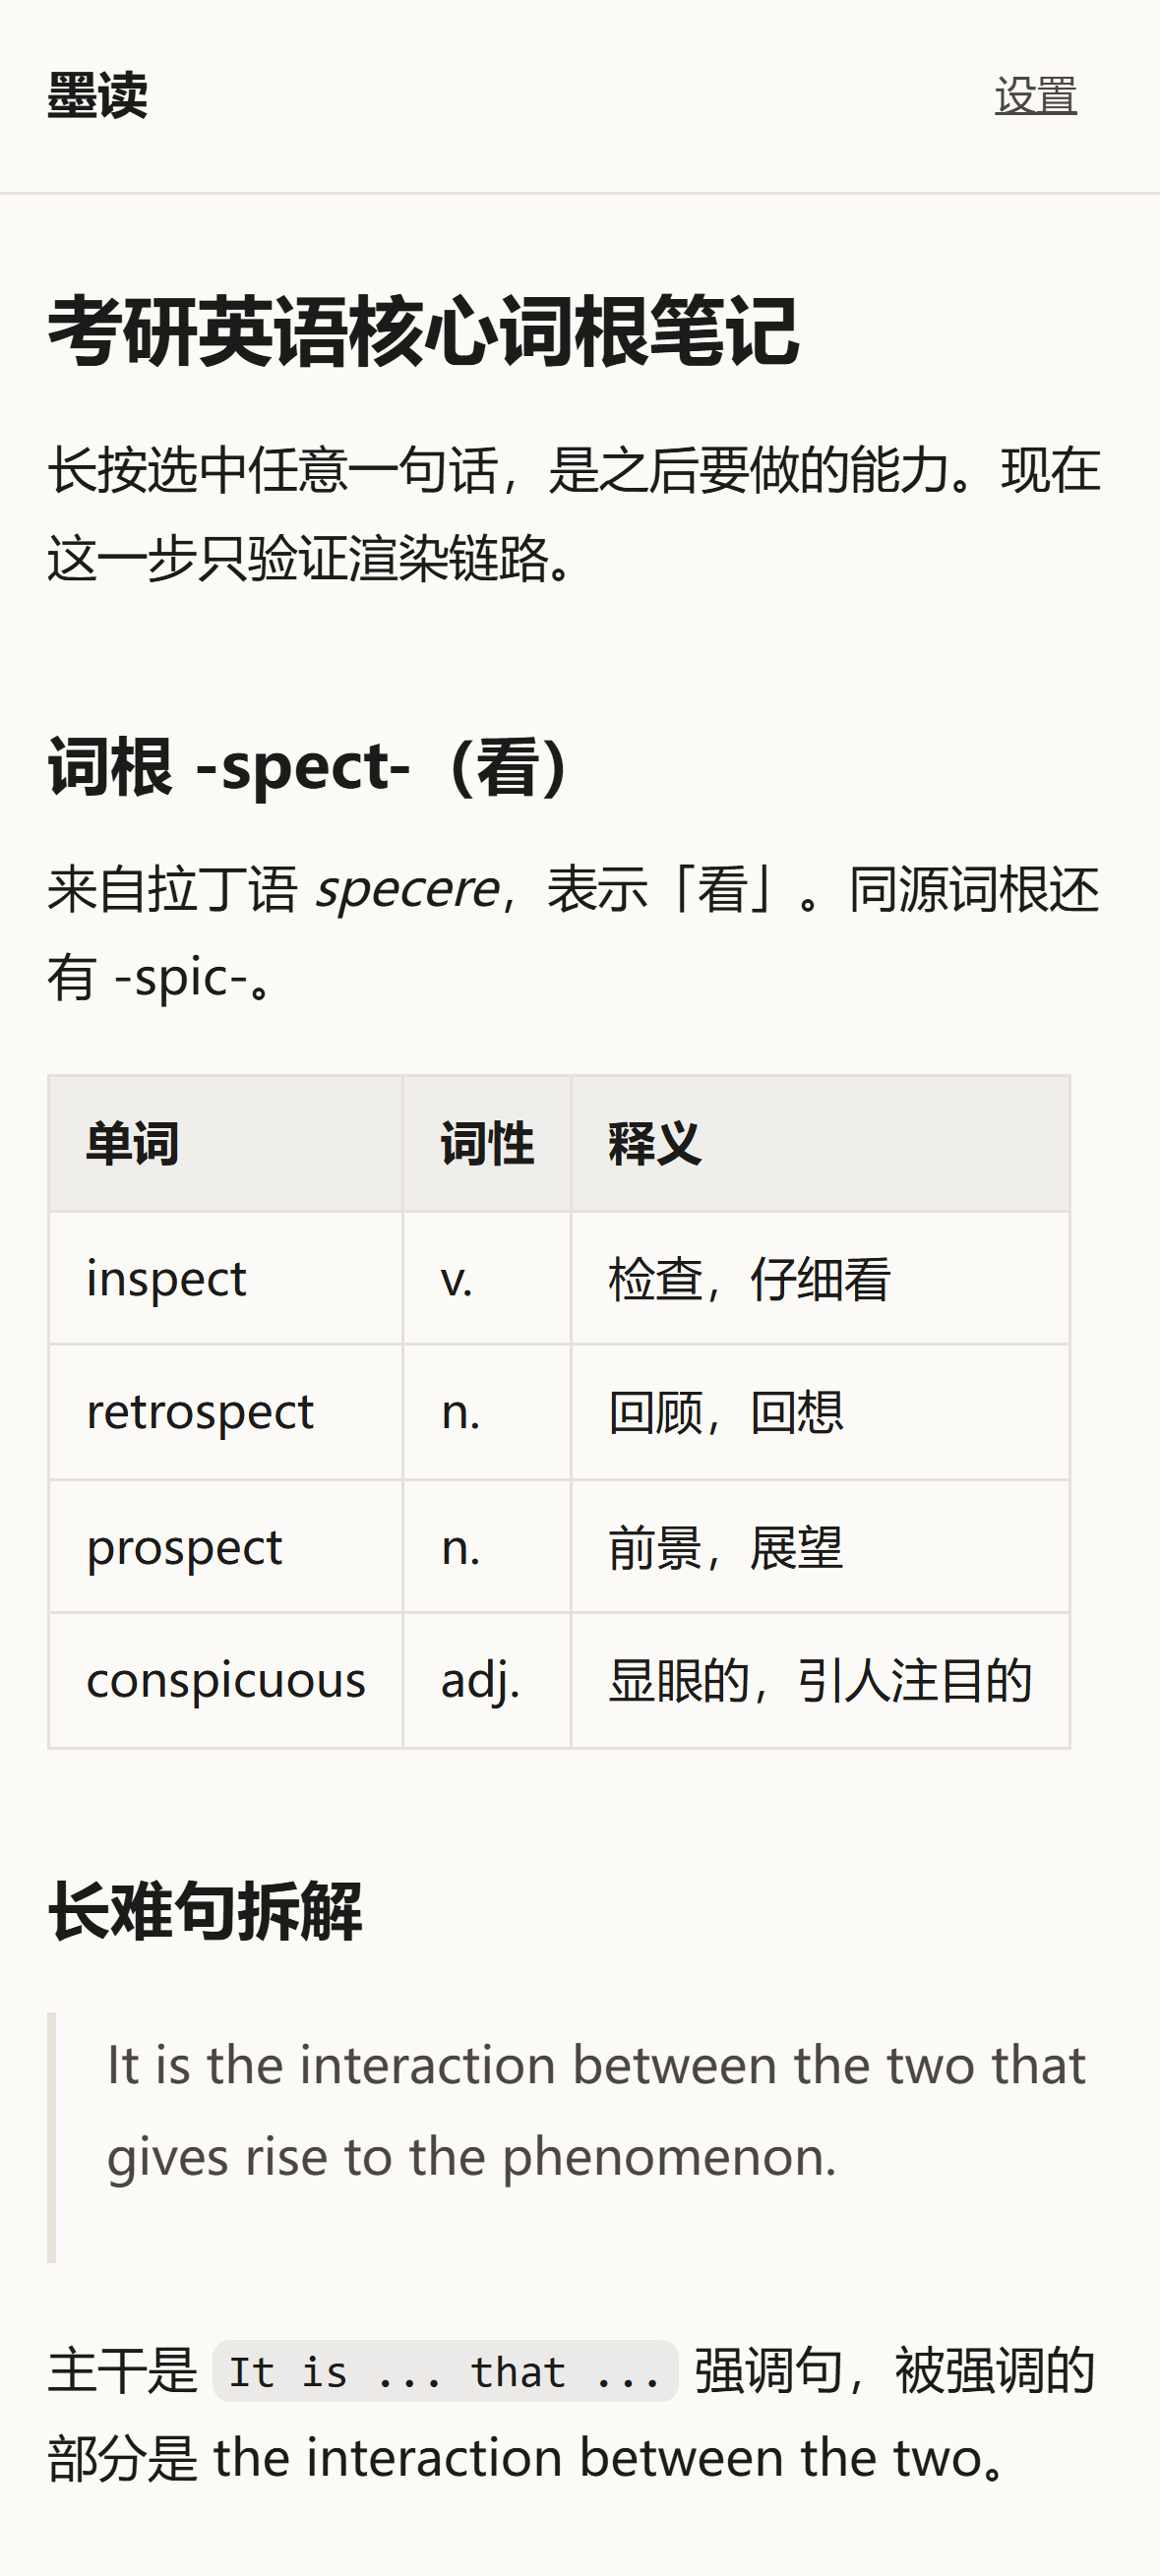 墨读
设置
考研英语核心词根笔记
长按选中任意一句话，是之后要做的能力。现在
这一步只验证渲染链路。
词根 -spect-（看）
来自拉丁语 specere，表示「看」。同源词根还
有 -spic-。
单词 词性 释义
inspect v. 检查，仔细看
retrospect n. 回顾，回想
prospect n. 前景，展望
conspicuous adj. 显眼的，引人注目的
长难句拆解
It is the interaction between the two that
gives rise to the phenomenon.
主干是 It is ... that ... 强调句，被强调的
部分是 the interaction between the two。